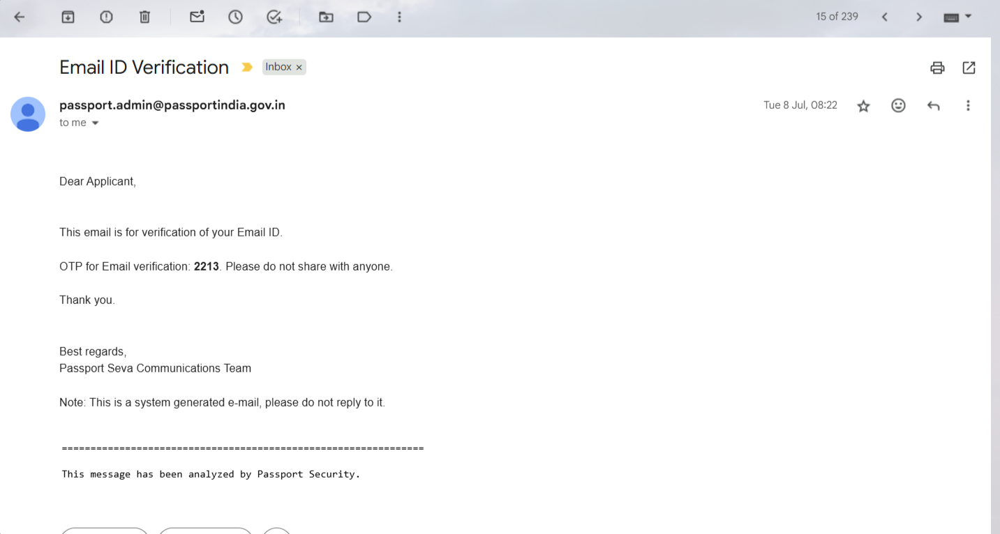 15 of 239
Email ID Verification
Inbox ×
passport.admin@passportindia.gov.in
Tue 8 Jul, 08:22
to me
Dear Applicant,
This email is for verification of your Email ID.
OTP for Email verification: 2213. Please do not share with anyone.
Thank you.
Best regards,
Passport Seva Communications Team
Note: This is a system generated e-mail, please do not reply to it.
===============================================================
This message has been analyzed by Passport Security.